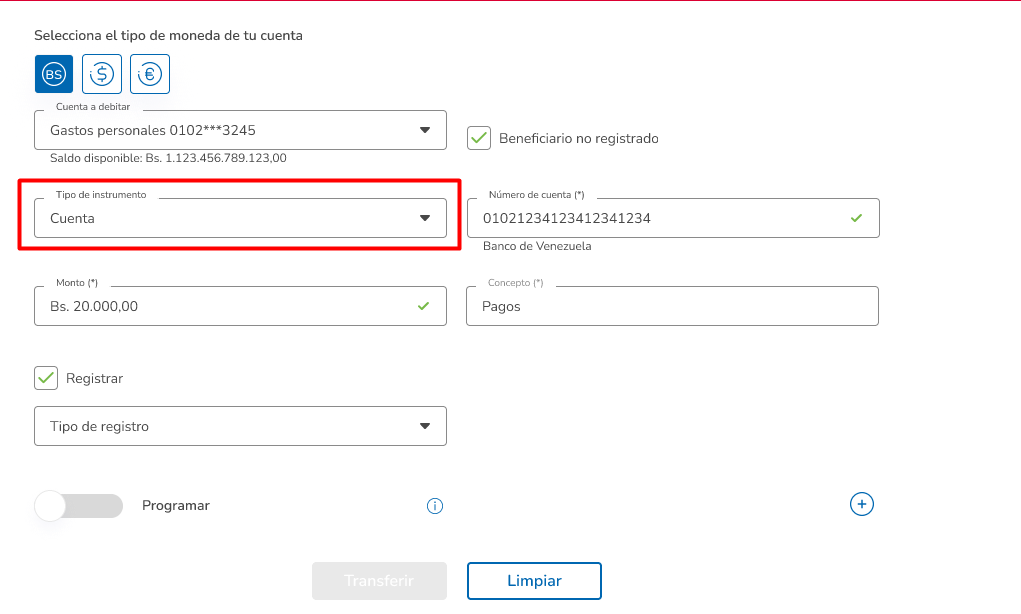 Selecciona el tipo de moneda de tu cuenta
BS $ €
Cuenta a debitar
Gastos personales 0102***3245
Beneficiario no registrado
Saldo disponible: Bs. 1.123.456.789.123,00
Tipo de instrumento
Cuenta
Número de cuenta (*)
01021234123412341234
Banco de Venezuela
Monto (*)
Bs. 20.000,00
Concepto (*)
Pagos
Registrar
Tipo de registro
Programar
Transferir
Limpiar